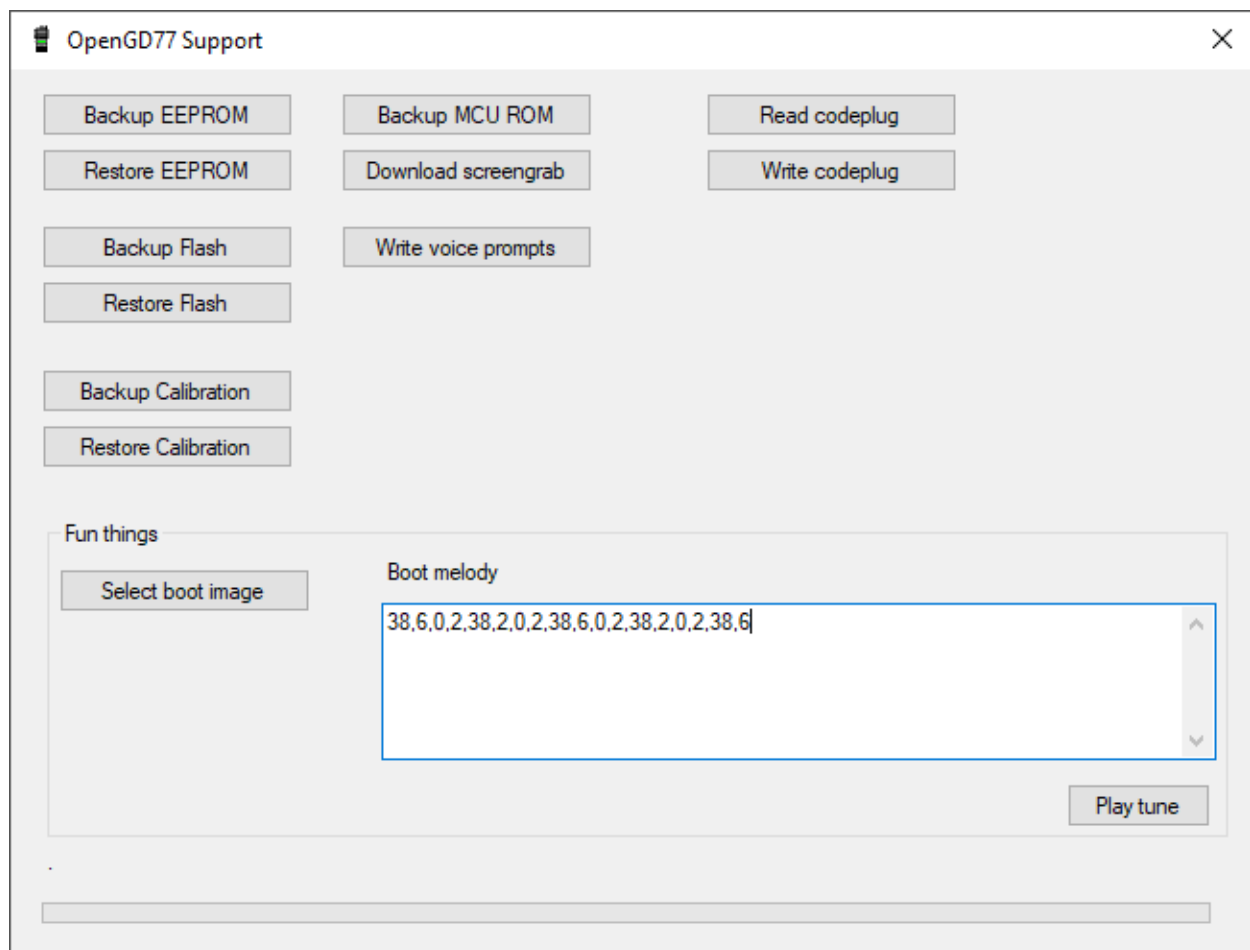 OpenGD77 Support
Backup EEPROM
Backup MCU ROM
Read codeplug
Restore EEPROM
Download screengrab
Write codeplug
Backup Flash
Write voice prompts
Restore Flash
Backup Calibration
Restore Calibration
Fun things
Select boot image
Boot melody
38,6,0,2,38,2,0,2,38,6,0,2,38,2,0,2,38,6
Play tune
.